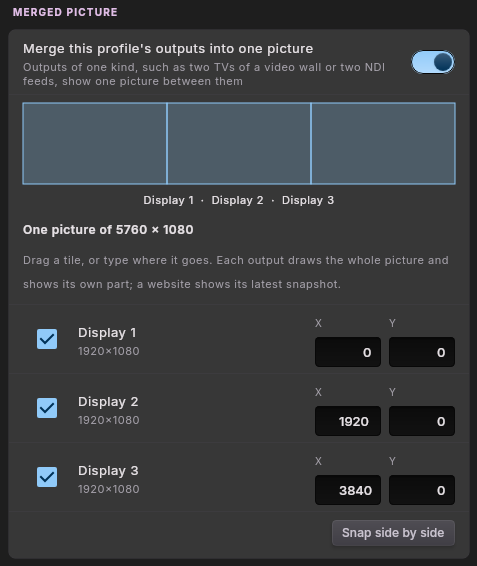 MERGED PICTURE
Merge this profile's outputs into one picture
Outputs of one kind, such as two TVs of a video wall or two NDI
feeds, show one picture between them
Display 1 · Display 2 · Display 3
One picture of 5760 × 1080
Drag a tile, or type where it goes. Each output draws the whole picture and
shows its own part; a website shows its latest snapshot.
X Y
Display 1
1920×1080
0 0
X Y
Display 2
1920×1080
1920 0
X Y
Display 3
1920×1080
3840 0
Snap side by side